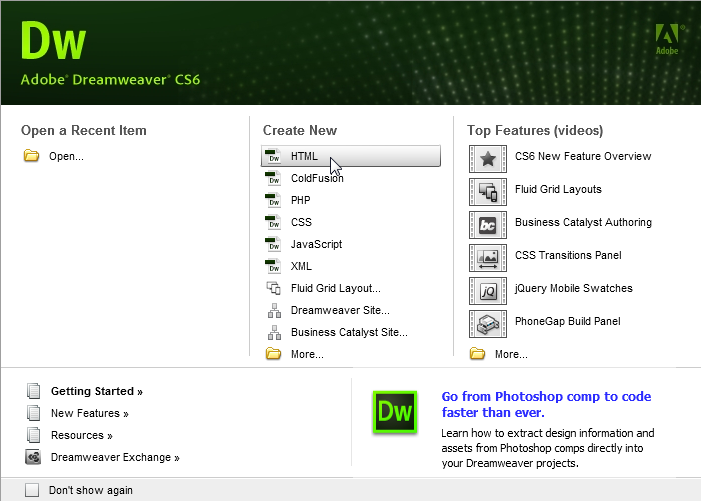 Dw
Adobe® Dreamweaver® CS6
Adobe
Open a Recent Item
Open...
Create New
HTML
ColdFusion
PHP
CSS
JavaScript
XML
Fluid Grid Layout...
Dreamweaver Site...
Business Catalyst Site...
More...
Top Features (videos)
CS6 New Feature Overview
Fluid Grid Layouts
bc
Business Catalyst Authoring
CSS Transitions Panel
jQ
jQuery Mobile Swatches
PhoneGap Build Panel
More...
Getting Started »
New Features »
Resources »
Dreamweaver Exchange »
Dw
Go from Photoshop comp to code
faster than ever.
Learn how to extract design information and
assets from Photoshop comps directly into
your Dreamweaver projects.
Don't show again